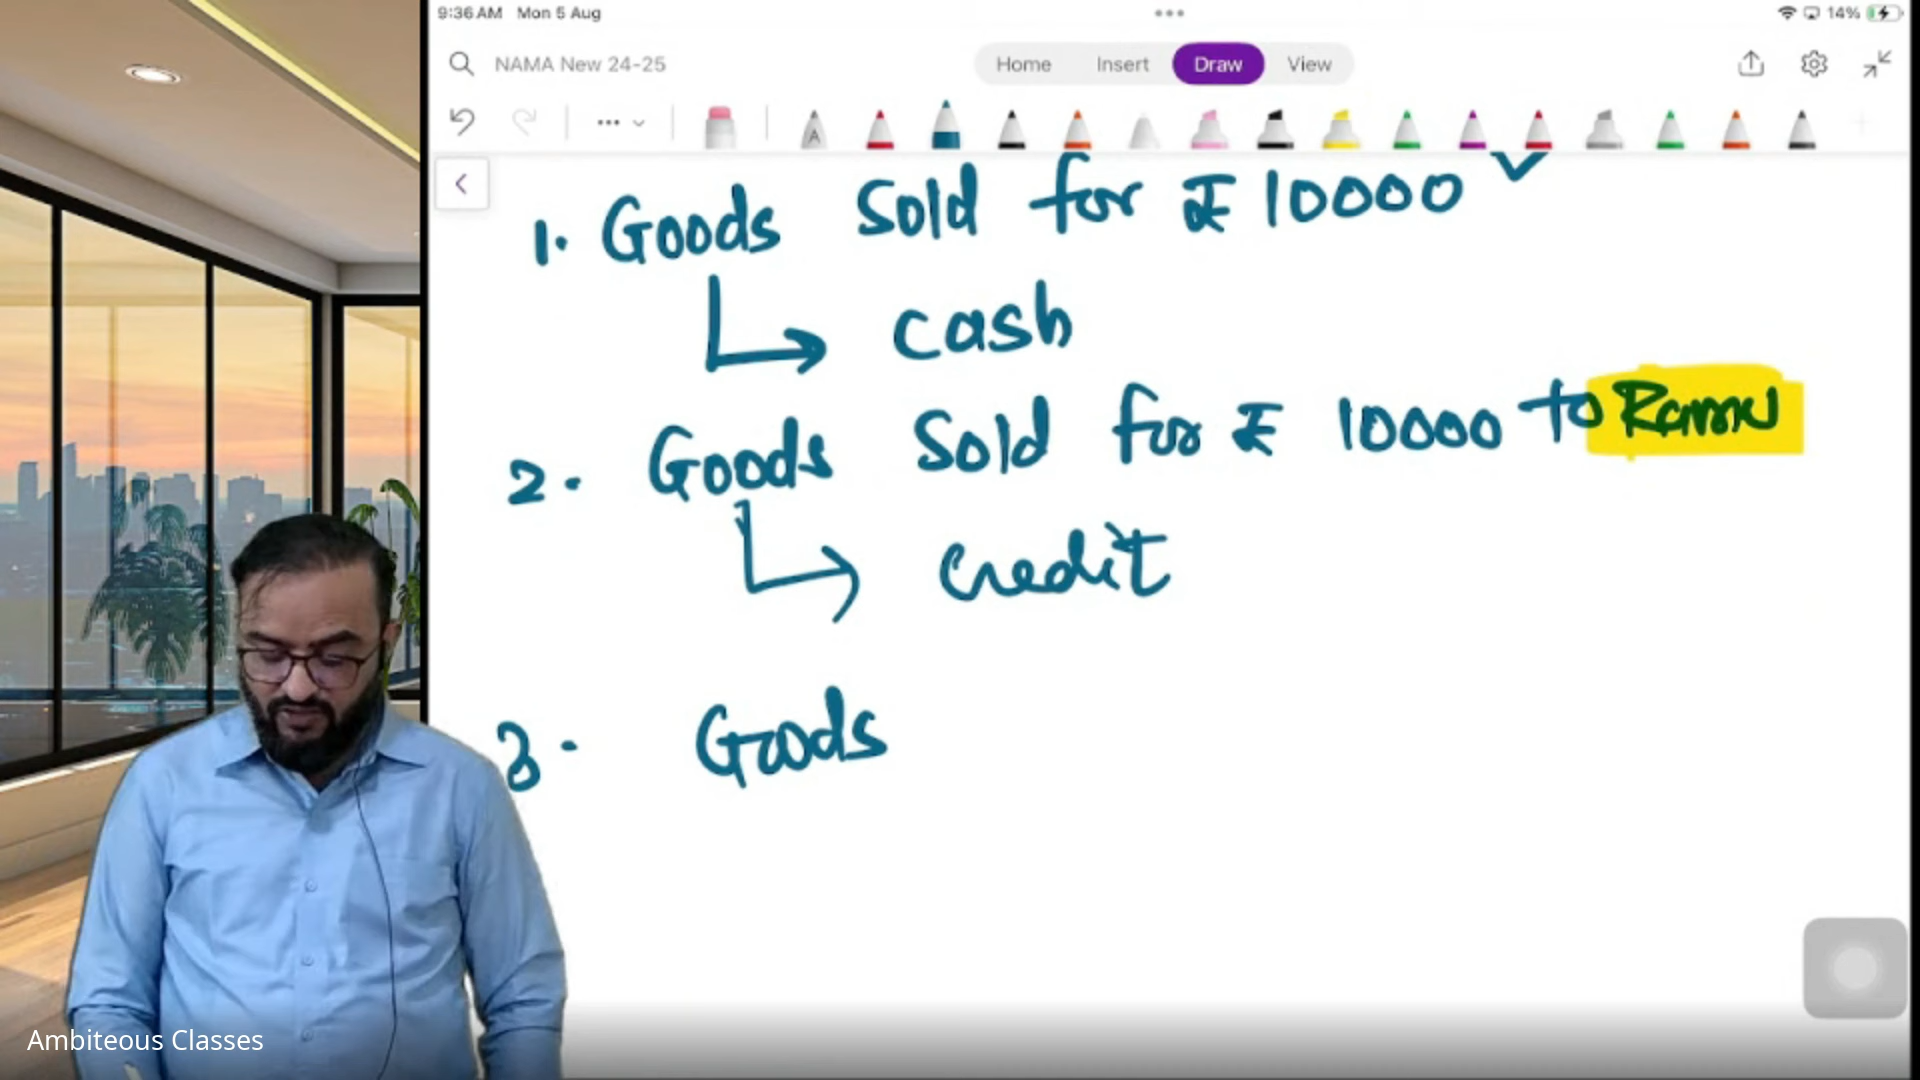 9:36 AM Mon 5 Aug
14%
NAMA New 24-25
Home Insert Draw View
A
1. Goods Sold for ₹ 10000
cash
2. Goods Sold for ₹ 10000 to Ramu
credit
3. Goods
Ambiteous Classes